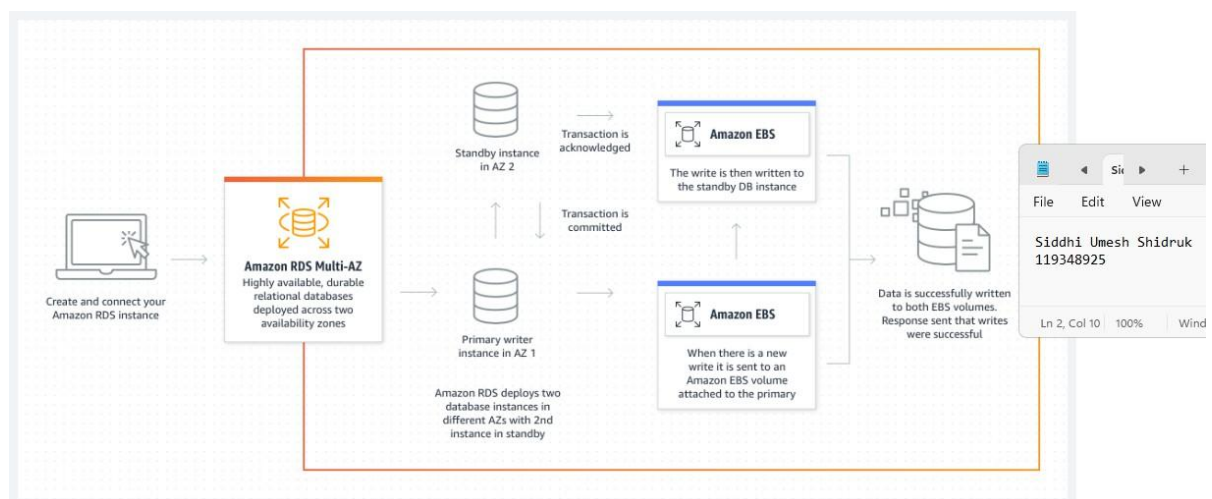 Create and connect your
Amazon RDS instance
Amazon RDS Multi-AZ
Highly available, durable
relational databases
deployed across two
availability zones
Standby instance
in AZ 2
Transaction is
acknowledged
Transaction is
committed
Primary writer
instance in AZ 1
Amazon RDS deploys two
database instances in
different AZs with 2nd
instance in standby
Amazon EBS
The write is then written to
the standby DB instance
Amazon EBS
When there is a new
write it is sent to an
Amazon EBS volume
attached to the primary
Data is successfully written
to both EBS volumes.
Response sent that writes
were successful
Sid
File Edit View
Siddhi Umesh Shidruk
119348925
Ln 2, Col 10 100% Wind